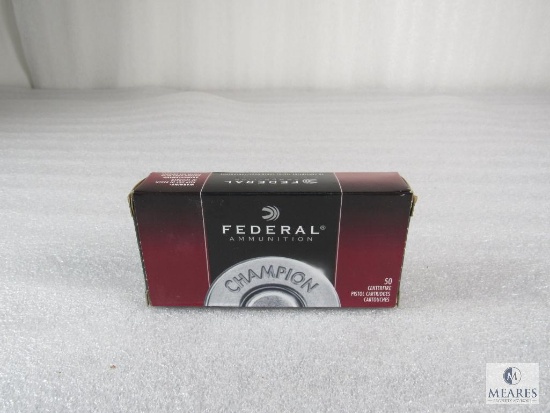 FEDERAL
FEDERAL®
AMMUNITION
CHAMPION
50
CENTERFIRE
PISTOL CARTRIDGES
CARTOUCHES
M
MEARES